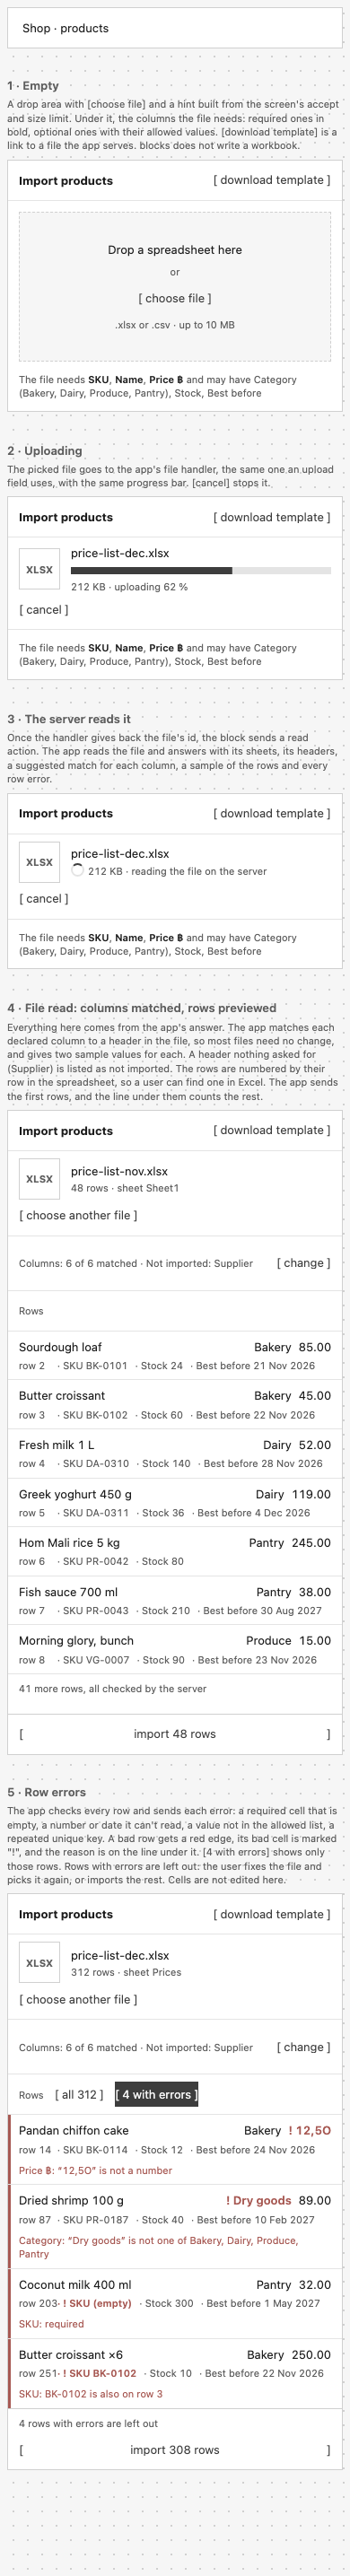 Shop · products
1 · Empty
A drop area with [choose file] and a hint built from the screen's accept
and size limit. Under it, the columns the file needs: required ones in
bold, optional ones with their allowed values. [download template] is a
link to a file the app serves. blocks does not write a workbook.
Import products [ download template ]
Drop a spreadsheet here
or
[ choose file ]
.xlsx or .csv · up to 10 MB
The file needs SKU, Name, Price ฿ and may have Category
(Bakery, Dairy, Produce, Pantry), Stock, Best before
2 · Uploading
The picked file goes to the app's file handler, the same one an upload
field uses, with the same progress bar. [cancel] stops it.
Import products [ download template ]
XLSX
price-list-dec.xlsx
212 KB · uploading 62 %
[ cancel ]
The file needs SKU, Name, Price ฿ and may have Category
(Bakery, Dairy, Produce, Pantry), Stock, Best before
3 · The server reads it
Once the handler gives back the file's id, the block sends a read
action. The app reads the file and answers with its sheets, its headers,
a suggested match for each column, a sample of the rows and every
row error.
Import products [ download template ]
XLSX
price-list-dec.xlsx
212 KB · reading the file on the server
[ cancel ]
The file needs SKU, Name, Price ฿ and may have Category
(Bakery, Dairy, Produce, Pantry), Stock, Best before
4 · File read: columns matched, rows previewed
Everything here comes from the app's answer. The app matches each
declared column to a header in the file, so most files need no change,
and gives two sample values for each. A header nothing asked for
(Supplier) is listed as not imported. The rows are numbered by their
row in the spreadsheet, so a user can find one in Excel. The app sends
the first rows, and the line under them counts the rest.
Import products [ download template ]
XLSX
price-list-nov.xlsx
48 rows · sheet Sheet1
[ choose another file ]
Columns: 6 of 6 matched · Not imported: Supplier [ change ]
Rows
Sourdough loaf Bakery 85.00
row 2 · SKU BK-0101 · Stock 24 · Best before 21 Nov 2026
Butter croissant Bakery 45.00
row 3 · SKU BK-0102 · Stock 60 · Best before 22 Nov 2026
Fresh milk 1 L Dairy 52.00
row 4 · SKU DA-0310 · Stock 140 · Best before 28 Nov 2026
Greek yoghurt 450 g Dairy 119.00
row 5 · SKU DA-0311 · Stock 36 · Best before 4 Dec 2026
Hom Mali rice 5 kg Pantry 245.00
row 6 · SKU PR-0042 · Stock 80
Fish sauce 700 ml Pantry 38.00
row 7 · SKU PR-0043 · Stock 210 · Best before 30 Aug 2027
Morning glory, bunch Produce 15.00
row 8 · SKU VG-0007 · Stock 90 · Best before 23 Nov 2026
41 more rows, all checked by the server
[ import 48 rows ]
5 · Row errors
The app checks every row and sends each error: a required cell that is
empty, a number or date it can't read, a value not in the allowed list, a
repeated unique key. A bad row gets a red edge, its bad cell is marked
"!", and the reason is on the line under it. [4 with errors] shows only
those rows. Rows with errors are left out: the user fixes the file and
picks it again, or imports the rest. Cells are not edited here.
Import products [ download template ]
XLSX
price-list-dec.xlsx
312 rows · sheet Prices
[ choose another file ]
Columns: 6 of 6 matched · Not imported: Supplier [ change ]
Rows [ all 312 ] [ 4 with errors ]
Pandan chiffon cake Bakery ! 12,5O
row 14 · SKU BK-0114 · Stock 12 · Best before 24 Nov 2026
Price ฿: "12,5O" is not a number
Dried shrimp 100 g ! Dry goods 89.00
row 87 · SKU PR-0187 · Stock 40 · Best before 10 Feb 2027
Category: "Dry goods" is not one of Bakery, Dairy, Produce,
Pantry
Coconut milk 400 ml Pantry 32.00
row 203· ! SKU (empty) · Stock 300 · Best before 1 May 2027
SKU: required
Butter croissant ×6 Bakery 250.00
row 251· ! SKU BK-0102 · Stock 10 · Best before 22 Nov 2026
SKU: BK-0102 is also on row 3
4 rows with errors are left out
[ import 308 rows ]